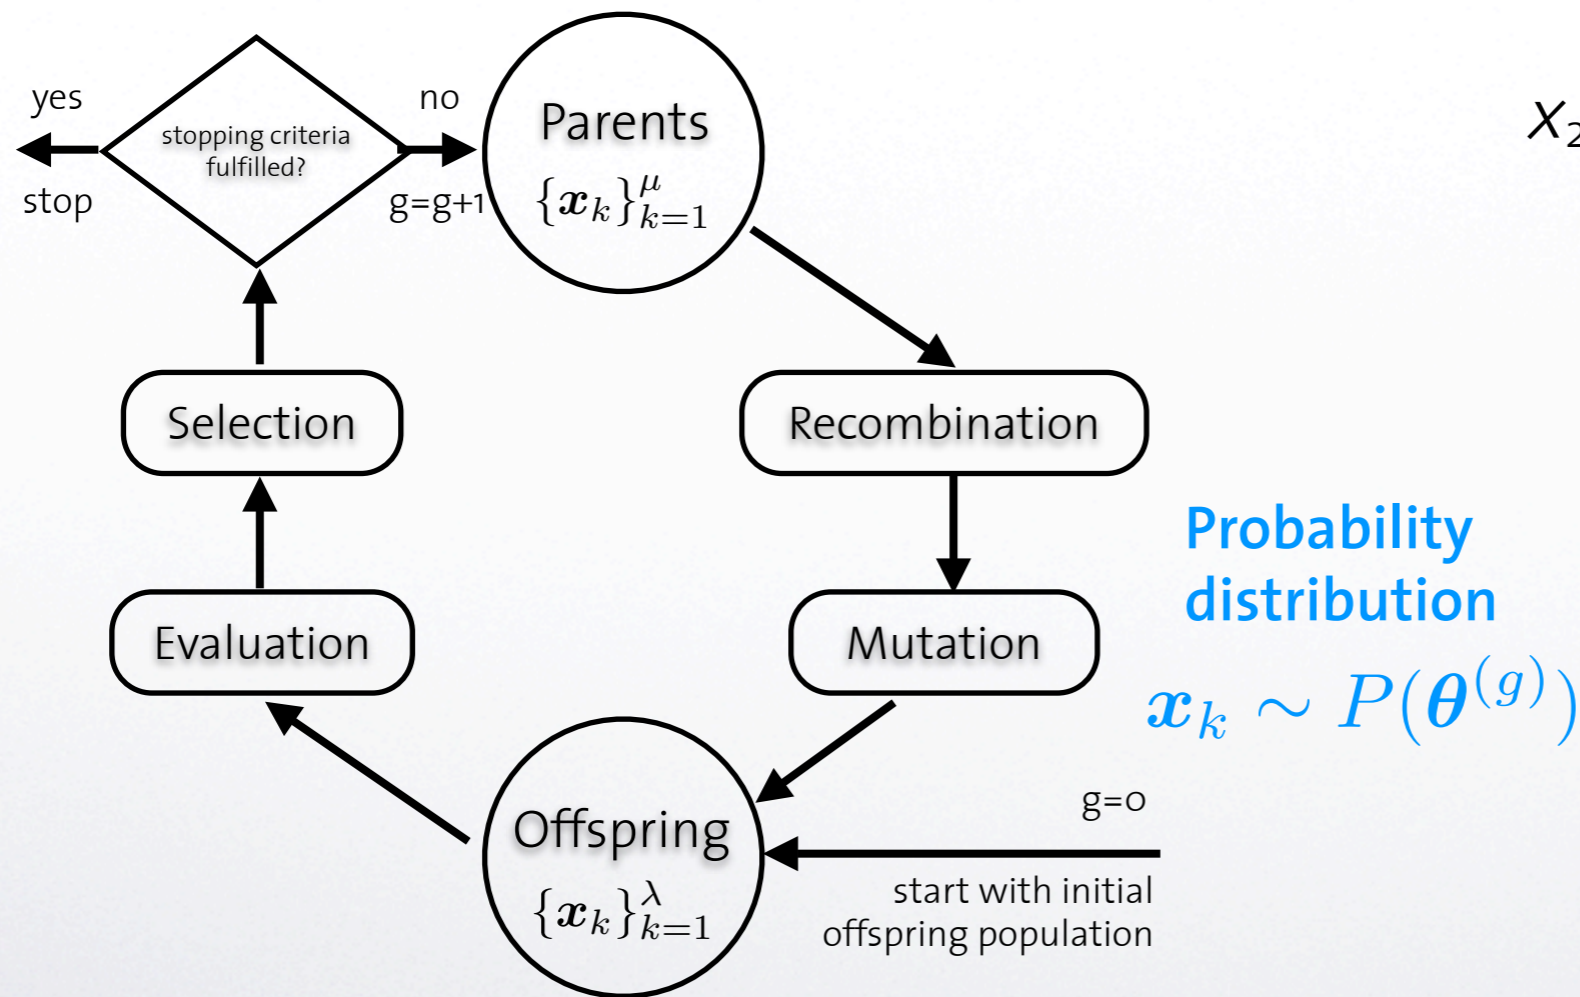 yes
stop
stopping criteria
fulfilled?
no
g=g+1
Parents
{x_k}_{k=1}^μ
X₂
Selection
Recombination
Probability
distribution
x_k ∼ P(θ^{(g)})
Evaluation
Mutation
Offspring
{x_k}_{k=1}^λ
g=0
start with initial
offspring population